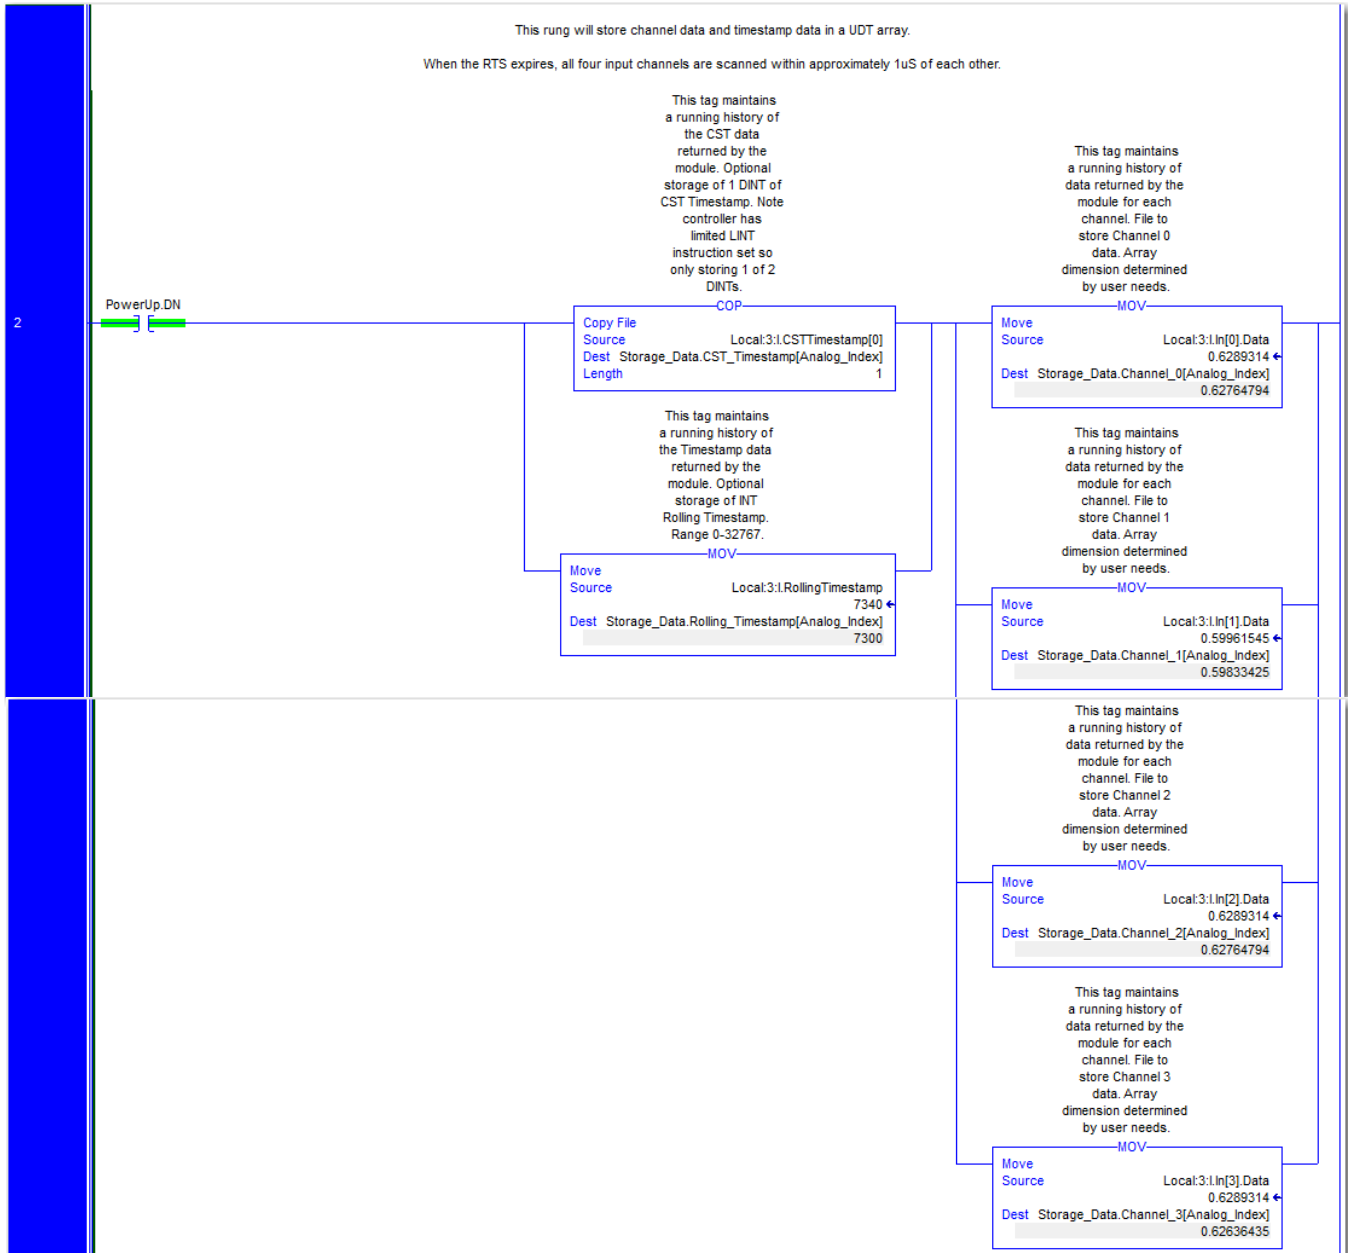 This rung will store channel data and timestamp data in a UDT array.
When the RTS expires, all four input channels are scanned within approximately 1uS of each other.
2
PowerUp.DN
This tag maintains
a running history of
the CST data
returned by the
module. Optional
storage of 1 DINT of
CST Timestamp. Note
controller has
limited LINT
instruction set so
only storing 1 of 2
DINTs.
COP
Copy File
Source Local:3:I.CSTTimestamp[0]
Dest Storage_Data.CST_Timestamp[Analog_Index]
Length 1
This tag maintains
a running history of
the Timestamp data
returned by the
module. Optional
storage of INT
Rolling Timestamp.
Range 0-32767.
MOV
Move
Source Local:3:I.RollingTimestamp
7340
Dest Storage_Data.Rolling_Timestamp[Analog_Index]
7300
This tag maintains
a running history of
data returned by the
module for each
channel. File to
store Channel 0
data. Array
dimension determined
by user needs.
MOV
Move
Source Local:3:I.In[0].Data
0.6289314
Dest Storage_Data.Channel_0[Analog_Index]
0.62764794
This tag maintains
a running history of
data returned by the
module for each
channel. File to
store Channel 1
data. Array
dimension determined
by user needs.
MOV
Move
Source Local:3:I.In[1].Data
0.59961545
Dest Storage_Data.Channel_1[Analog_Index]
0.59833425
This tag maintains
a running history of
data returned by the
module for each
channel. File to
store Channel 2
data. Array
dimension determined
by user needs.
MOV
Move
Source Local:3:I.In[2].Data
0.6289314
Dest Storage_Data.Channel_2[Analog_Index]
0.62764794
This tag maintains
a running history of
data returned by the
module for each
channel. File to
store Channel 3
data. Array
dimension determined
by user needs.
MOV
Move
Source Local:3:I.In[3].Data
0.6289314
Dest Storage_Data.Channel_3[Analog_Index]
0.62636435